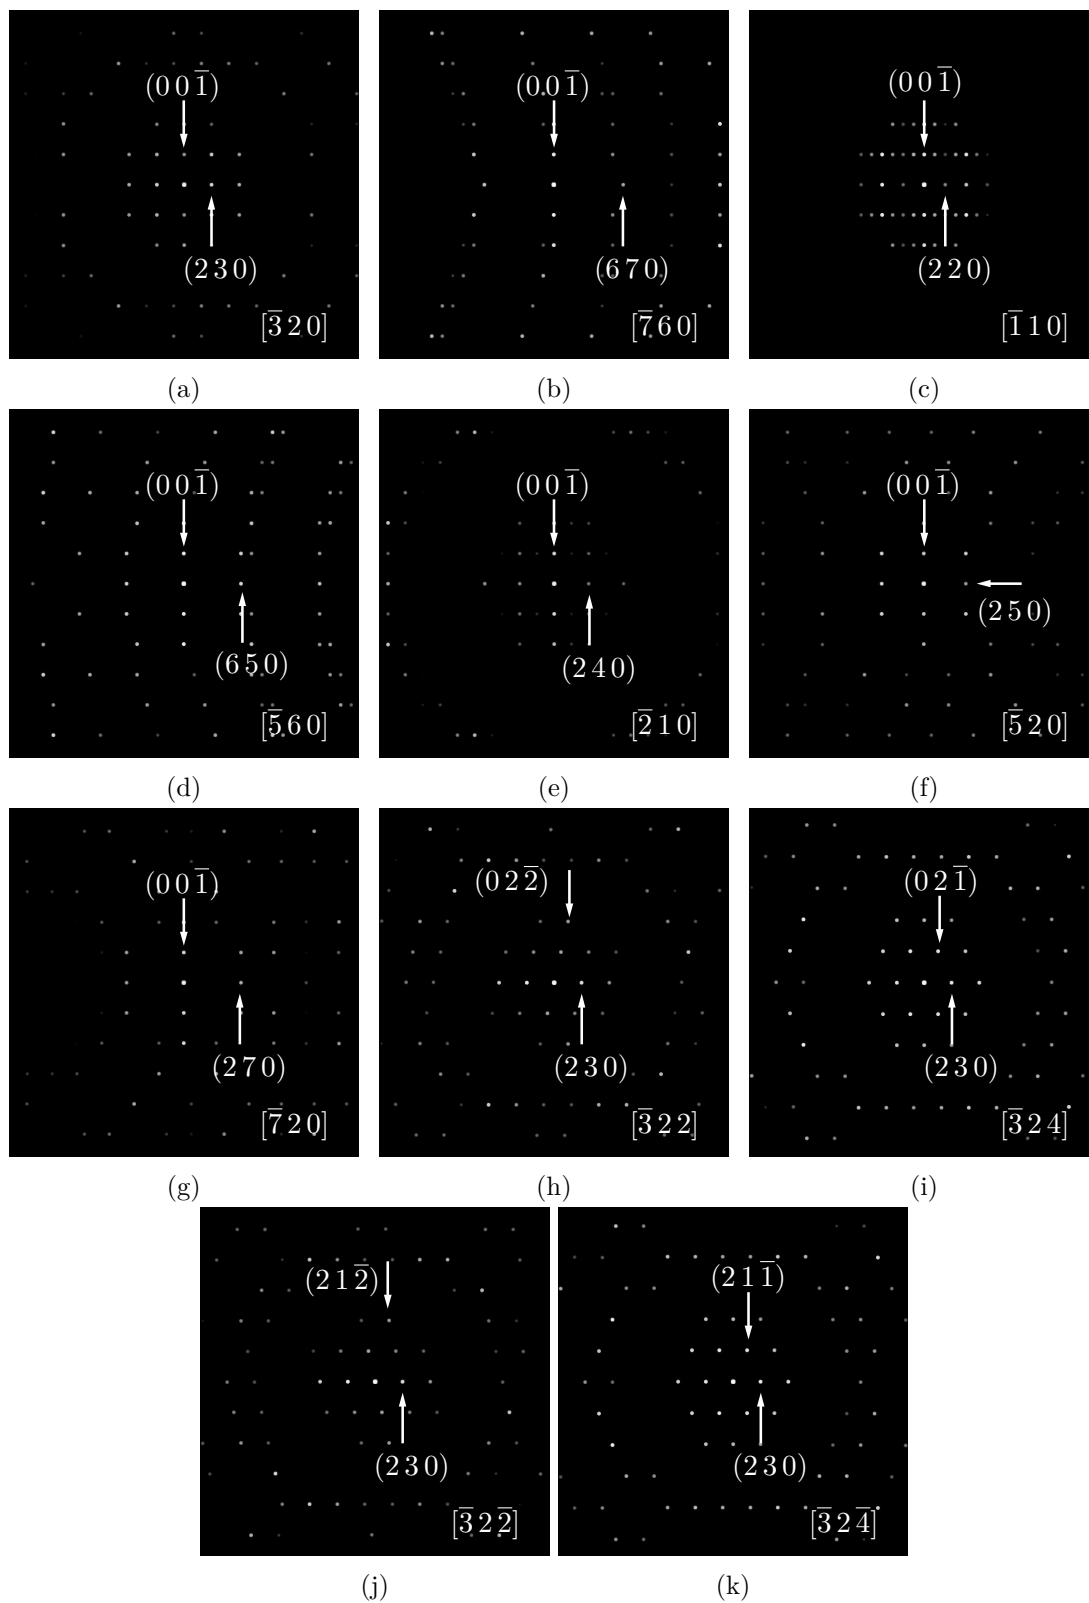 (0 0 1̅)
(2 3 0)
[3̅ 2 0]
(a)
(0 0 1̅)
(6 7 0)
[7̅ 6 0]
(b)
(0 0 1̅)
(2 2 0)
[1̅ 1 0]
(c)
(0 0 1̅)
(6 5 0)
[5̅ 6 0]
(d)
(0 0 1̅)
(2 4 0)
[2̅ 1 0]
(e)
(0 0 1̅)
(2 5 0)
[5̅ 2 0]
(f)
(0 0 1̅)
(2 7 0)
[7̅ 2 0]
(g)
(0 2 2̅)
(2 3 0)
[3̅ 2 2]
(h)
(0 2 1̅)
(2 3 0)
[3̅ 2 4]
(i)
(2 1 2̅)
(2 3 0)
[3̅ 2 2̅]
(j)
(2 1 1̅)
(2 3 0)
[3̅ 2 4̅]
(k)